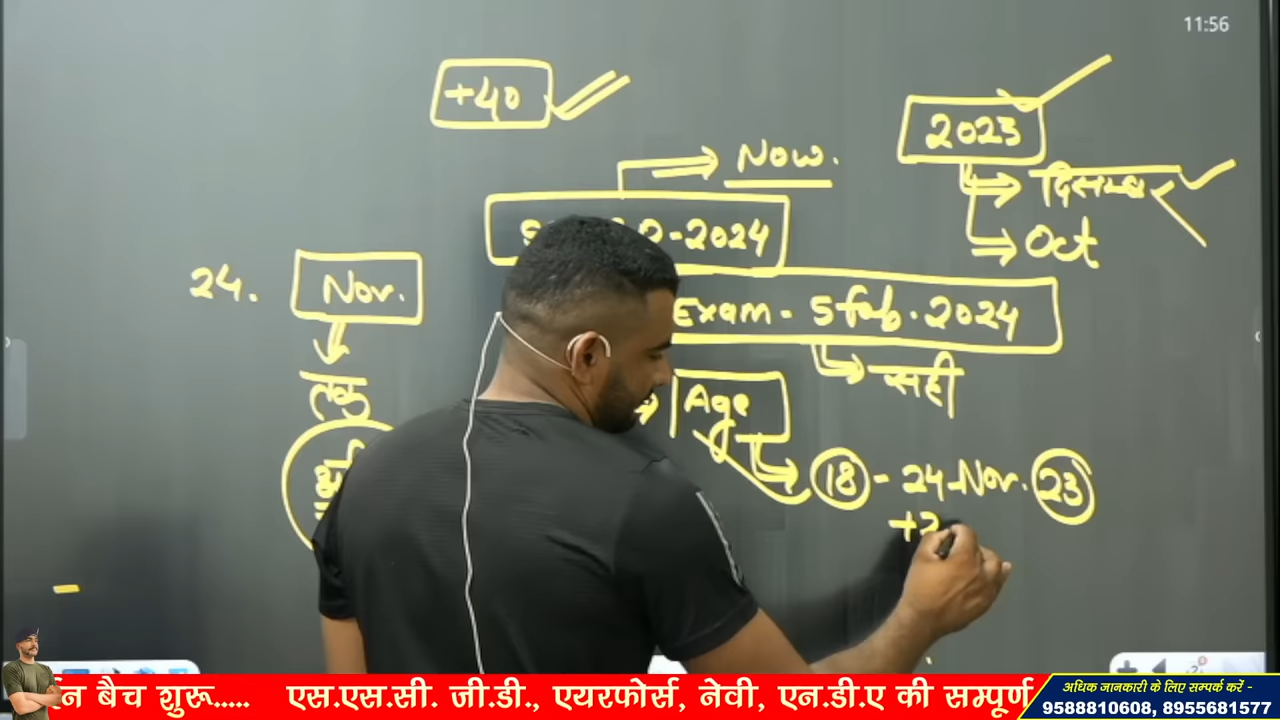 11:56
+40
2023
Now.
दिसम्ब
Oct
-2024
24. Nov.
Exam - 5 feb. 2024
सही
Age
18 - 24 Nov. 23
+3
न बैच शुरू..... एस.एस.सी. जी.डी., एयरफोर्स, नेवी, एन.डी.ए की सम्पूर्ण
अधिक जानकारी के लिए सम्पर्क करें -
9588810608, 8955681577